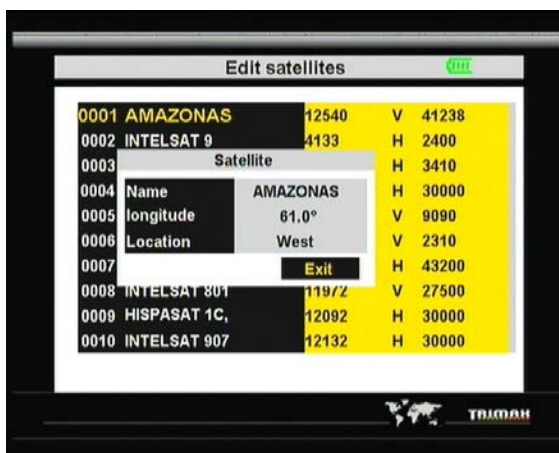 Edit satellites
0001 AMAZONAS 12540 V 41238
0002 INTELSAT 9 4133 H 2400
0003 H 3410
0004 H 30000
0005 V 9090
0006 V 2310
0007 H 43200
0008 INTELSAT 801 11972 V 27500
0009 HISPASAT 1C, 12092 H 30000
0010 INTELSAT 907 12132 H 30000
Satellite
Name AMAZONAS
longitude 61.0°
Location West
Exit
TRIMAX